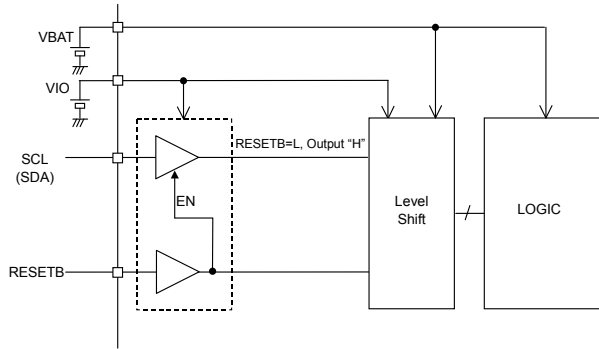 VBAT
VIO
SCL
(SDA)
RESETB=L, Output “H”
EN
Level
Shift
LOGIC
RESETB